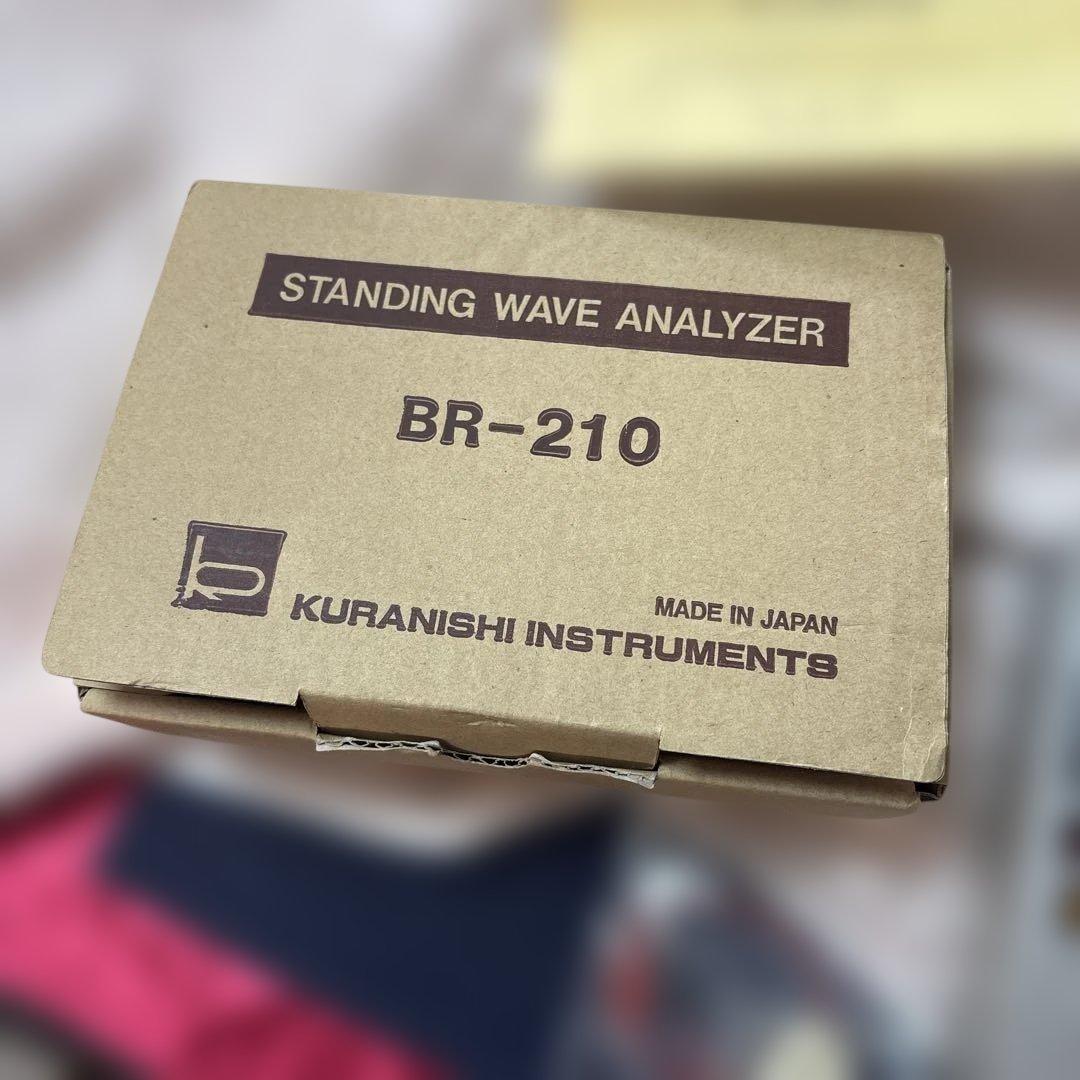 STANDING WAVE ANALYZER
BR-210
MADE IN JAPAN
KURANISHI INSTRUMENTS